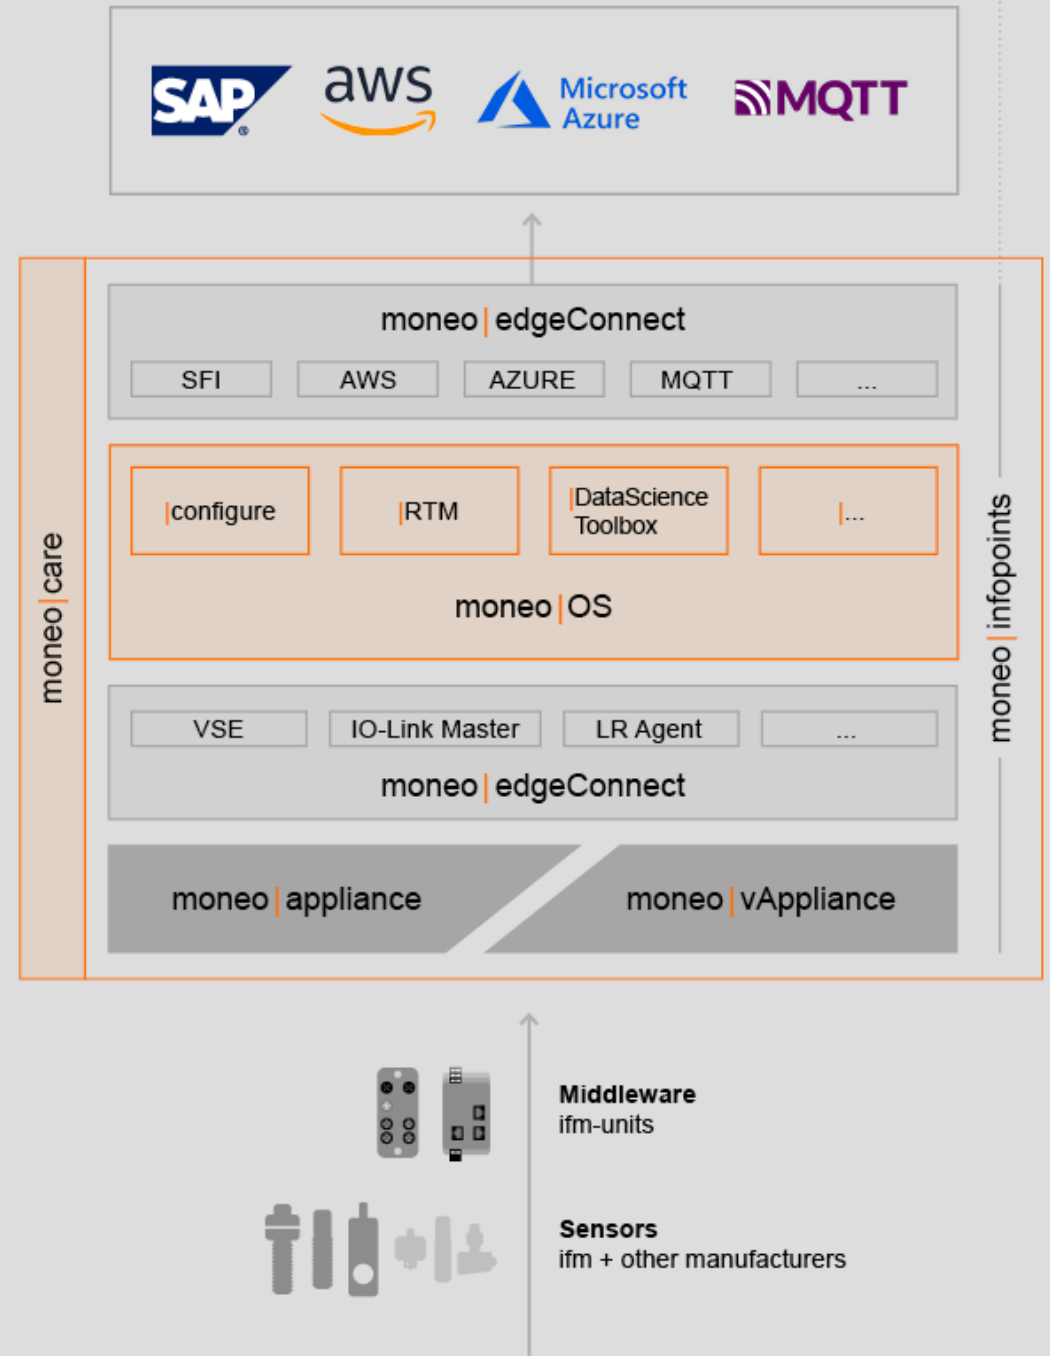 SAP®
aws
Microsoft
Azure
MQTT
moneo|edgeConnect
SFI
AWS
AZURE
MQTT
...
|configure
|RTM
|DataScience
Toolbox
|...
moneo|OS
moneo|care
moneo|infopoints
VSE
IO-Link Master
LR Agent
...
moneo|edgeConnect
moneo|appliance
moneo|vAppliance
Middleware
ifm-units
Sensors
ifm + other manufacturers